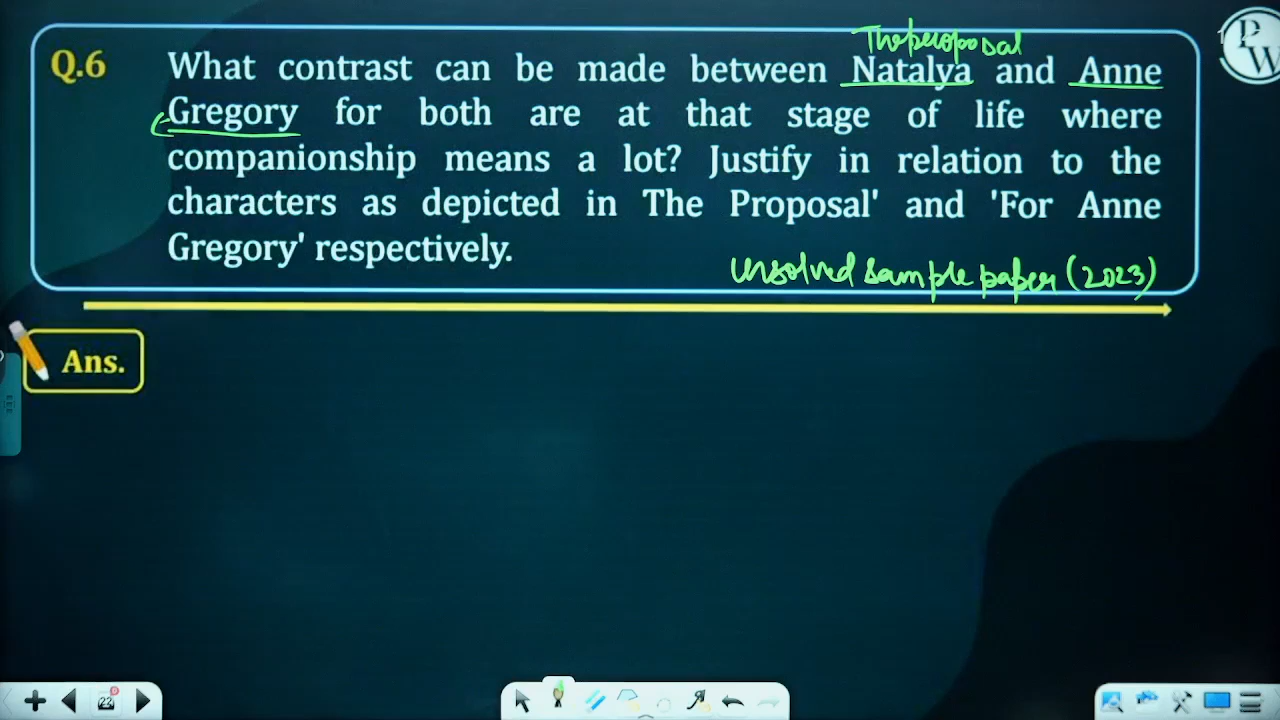 The proposal
Q.6 What contrast can be made between Natalya and Anne
Gregory for both are at that stage of life where
companionship means a lot? Justify in relation to the
characters as depicted in The Proposal' and 'For Anne
Gregory' respectively.
unsolved sample paper (2023)
Ans.
PW
22